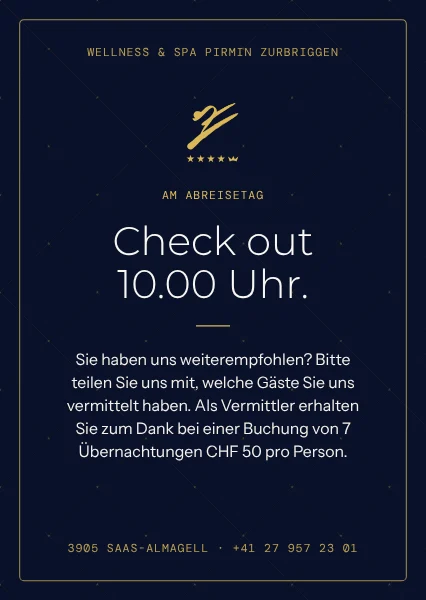 WELLNESS & SPA PIRMIN ZURBRIGGEN
AM ABREISETAG
Check out
10.00 Uhr.
Sie haben uns weiterempfohlen? Bitte
teilen Sie uns mit, welche Gäste Sie uns
vermittelt haben. Als Vermittler erhalten
Sie zum Dank bei einer Buchung von 7
Übernachtungen CHF 50 pro Person.
3905 SAAS-ALMAGELL · +41 27 957 23 01